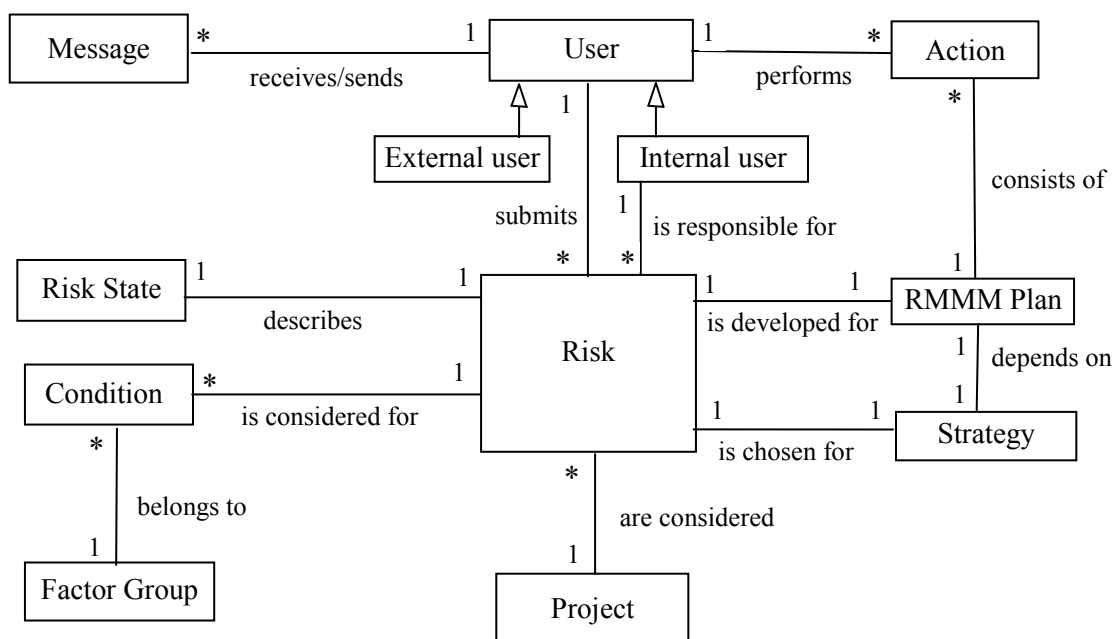 Message
*
1
User
1
*
Action
receives/sends
performs
1
*
External user
Internal user
consists of
submits
1
is responsible for
*
*
1
Risk State
1
1
describes
Risk
1
1
is developed for
RMMM Plan
1
depends on
Condition
*
1
is considered for
1
1
is chosen for
1
Strategy
*
belongs to
*
are considered
1
1
Factor Group
Project